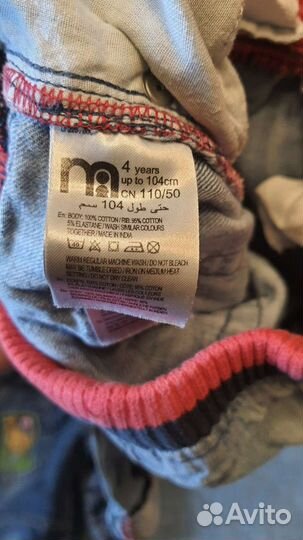 m
4 years
up to 104cm
CN 110/50
حتى طول 104 سم
En: BODY: 100% COTTON / RIB: 95% COTTON
5% ELASTANE / WASH SIMILAR COLOURS
TOGETHER / MADE IN INDIA
WARM REGULAR MACHINE WASH / DO NOT BLEACH
MAY BE TUMBLE DRIED / IRON ON MEDIUM HEAT
SETTING / DO NOT DRY CLEAN
Avito